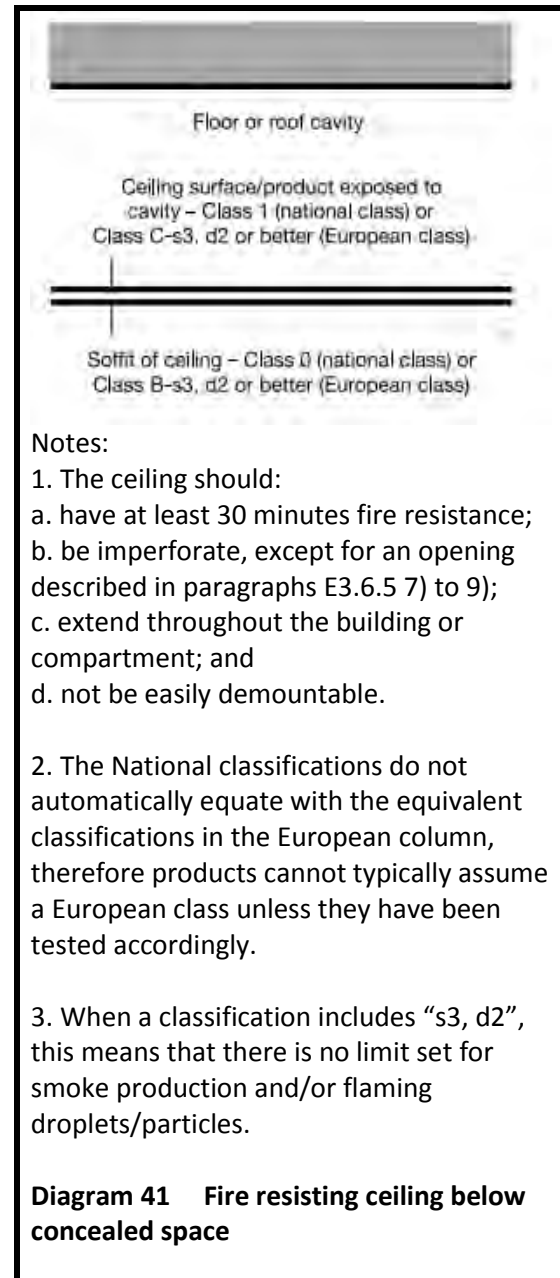 Floor or roof cavity
Ceiling surface/product exposed to
cavity – Class 1 (national class) or
Class C-s3, d2 or better (European class)
Soffit of ceiling – Class 0 (national class) or
Class B-s3, d2 or better (European class)
Notes:
1. The ceiling should:
a. have at least 30 minutes fire resistance;
b. be imperforate, except for an opening
described in paragraphs E3.6.5 7) to 9);
c. extend throughout the building or
compartment; and
d. not be easily demountable.
2. The National classifications do not
automatically equate with the equivalent
classifications in the European column,
therefore products cannot typically assume
a European class unless they have been
tested accordingly.
3. When a classification includes “s3, d2”,
this means that there is no limit set for
smoke production and/or flaming
droplets/particles.
Diagram 41 Fire resisting ceiling below
concealed space